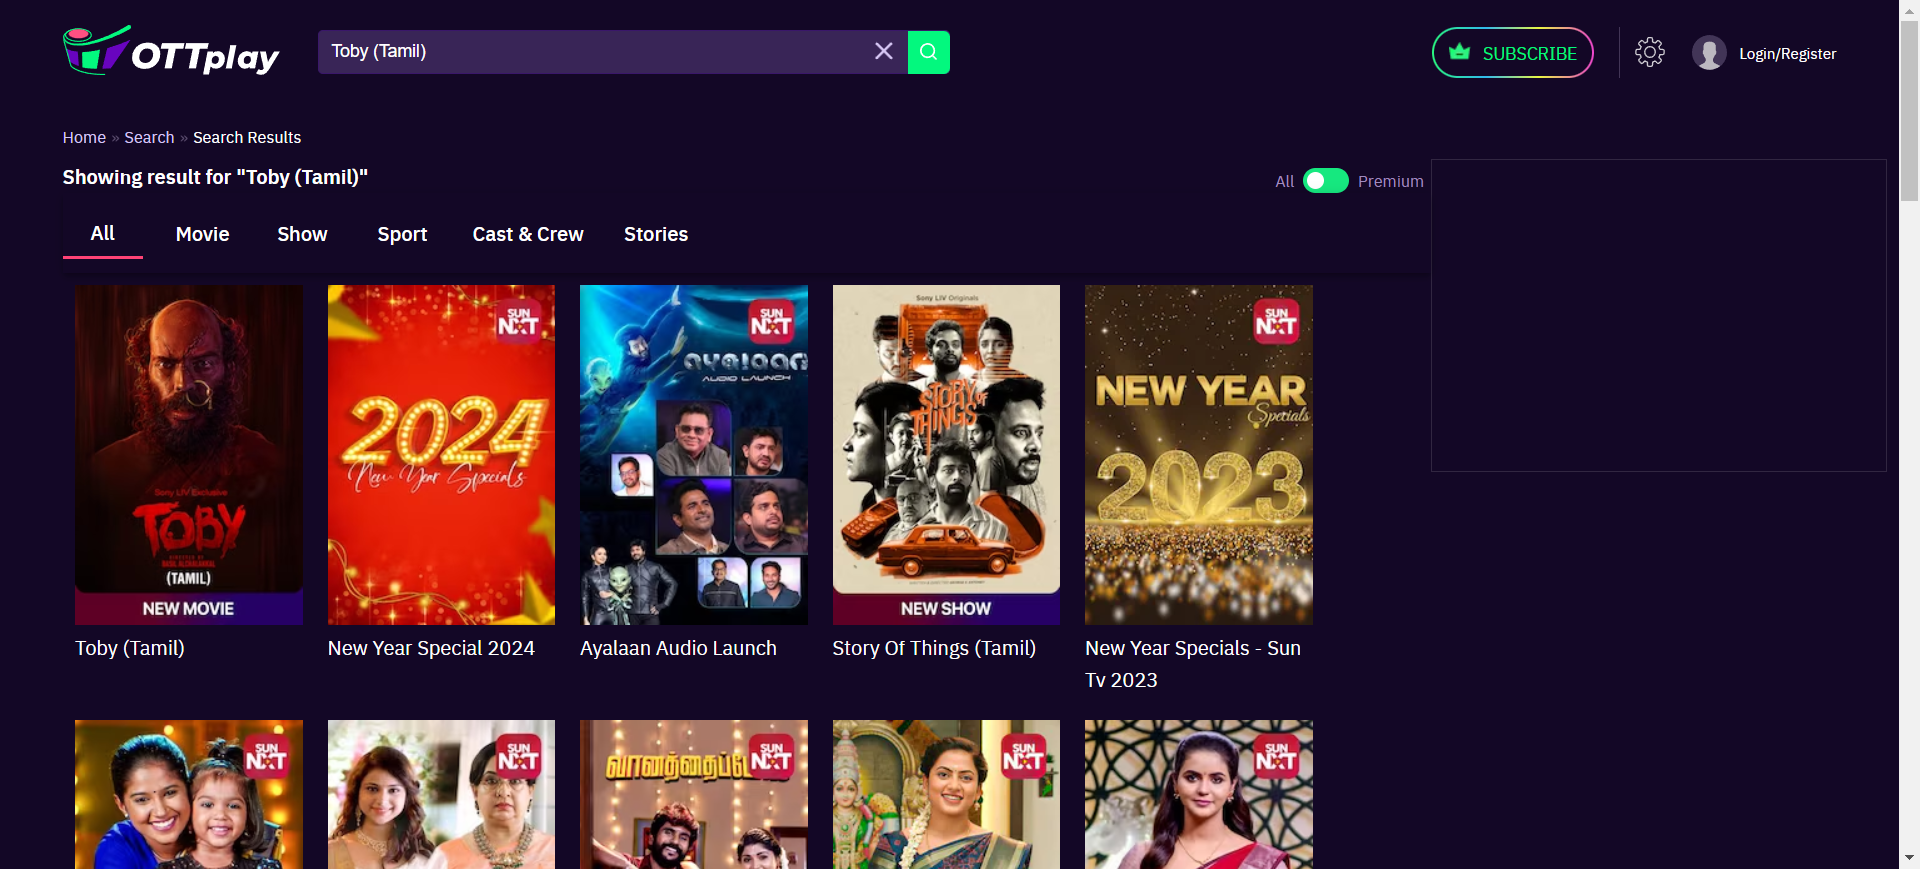 OTTplay
Toby (Tamil)
SUBSCRIBE
Login/Register
Home » Search » Search Results
Showing result for "Toby (Tamil)"
All Premium
All Movie Show Sport Cast & Crew Stories
Sony LIV Exclusive
TOBY
(TAMIL)
NEW MOVIE
Toby (Tamil)
SUN
NXT
2024
New Year Specials
New Year Special 2024
SUN
NXT
AYALAAN
AUDIO LAUNCH
Ayalaan Audio Launch
Sony LIV Originals
STORY OF
THINGS
NEW SHOW
Story Of Things (Tamil)
SUN
NXT
NEW YEAR
Specials
2023
New Year Specials - Sun
Tv 2023
SUN
NXT
SUN
NXT
வானத்தைப்
SUN
NXT
SUN
NXT
SUN
NXT